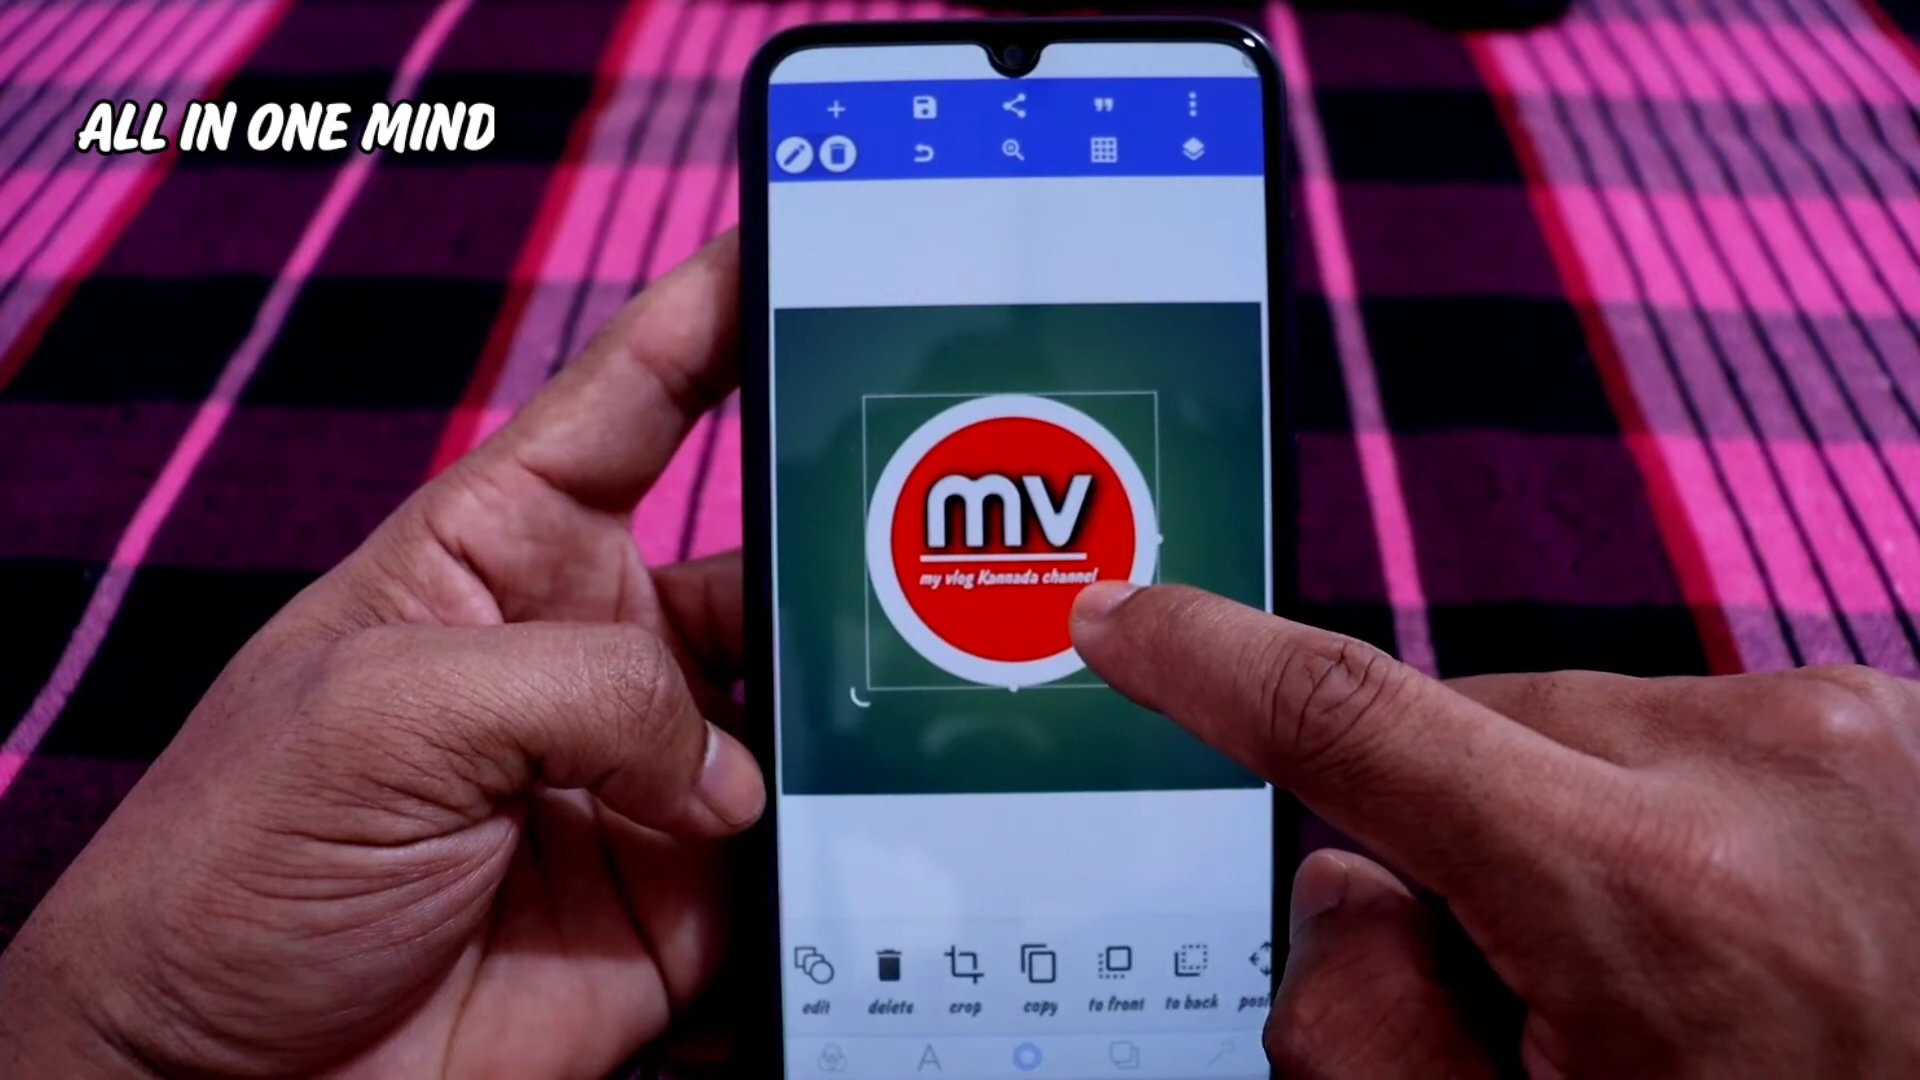 ALL IN ONE MIND
mv
my vlog Kannada channel
edit
delete
crop
copy
to front
to back
A